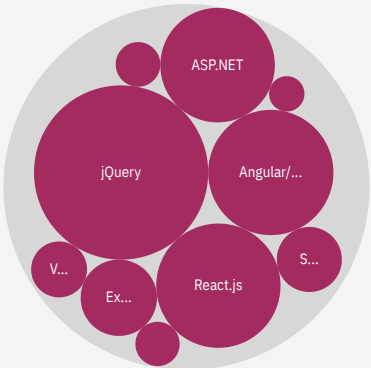 ASP.NET
jQuery
Angular/...
V...
S...
Ex...
React.js